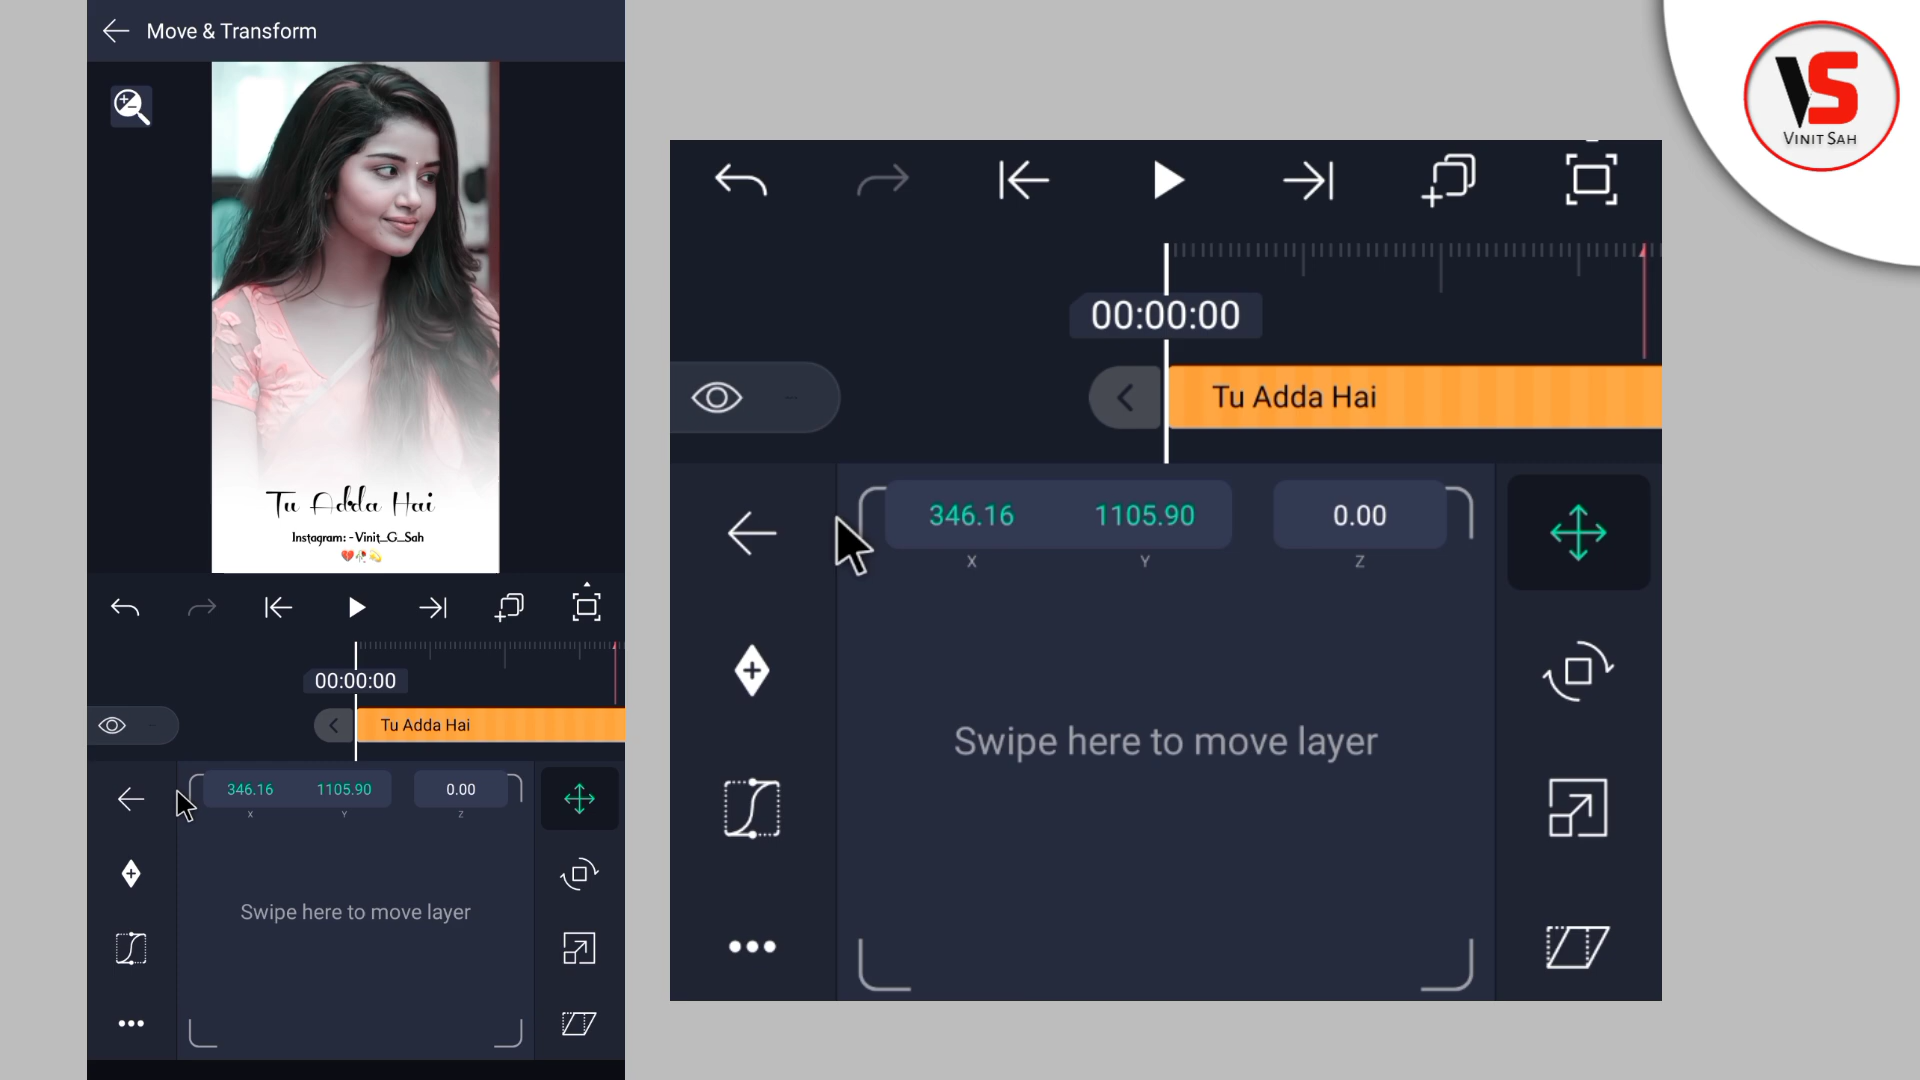 Move & Transform
Tu Adda Hai
Instagram: - Vinit_G_Sah
00:00:00
Tu Adda Hai
346.16 1105.90 0.00
X Y Z
Swipe here to move layer
00:00:00
Tu Adda Hai
346.16 1105.90 0.00
X Y Z
Swipe here to move layer
VS
VINIT SAH